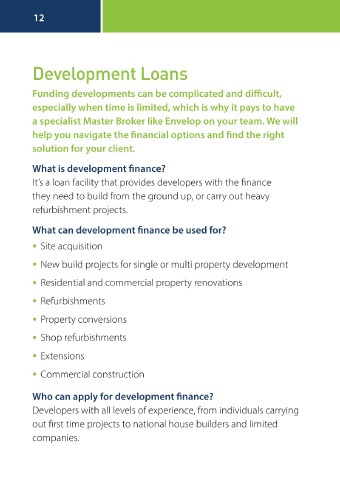 12
Development Loans
Funding developments can be complicated and difficult,
especially when time is limited, which is why it pays to have
a specialist Master Broker like Envelop on your team. We will
help you navigate the financial options and find the right
solution for your client.
What is development finance?
It’s a loan facility that provides developers with the finance
they need to build from the ground up, or carry out heavy
refurbishment projects.
What can development finance be used for?
• Site acquisition
• New build projects for single or multi property development
• Residential and commercial property renovations
• Refurbishments
• Property conversions
• Shop refurbishments
• Extensions
• Commercial construction
Who can apply for development finance?
Developers with all levels of experience, from individuals carrying
out first time projects to national house builders and limited
companies.